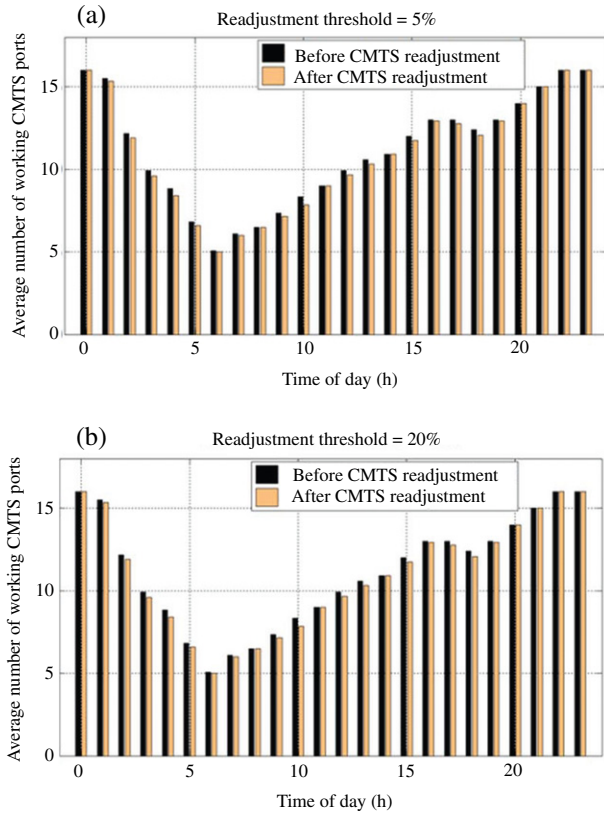 (a)
Readjustment threshold = 5%
Before CMTS readjustment
After CMTS readjustment
Average number of working CMTS ports
15
10
5
0
0 5 10 15 20
Time of day (h)
(b)
Readjustment threshold = 20%
Before CMTS readjustment
After CMTS readjustment
Average number of working CMTS ports
15
10
5
0
0 5 10 15 20
Time of day (h)